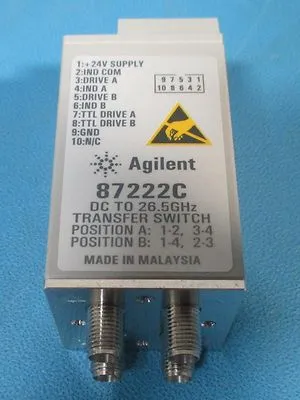 1:+24V SUPPLY
2:IND COM
3:DRIVE A
4:IND A
5:DRIVE B
6:IND B
7:TTL DRIVE A
8:TTL DRIVE B
9:GND
10:N/C
9 7 5 3 1
10 8 6 4 2
Agilent
87222C
DC TO 26.5GHz
TRANSFER SWITCH
POSITION A: 1-2, 3-4
POSITION B: 1-4, 2-3
MADE IN MALAYSIA